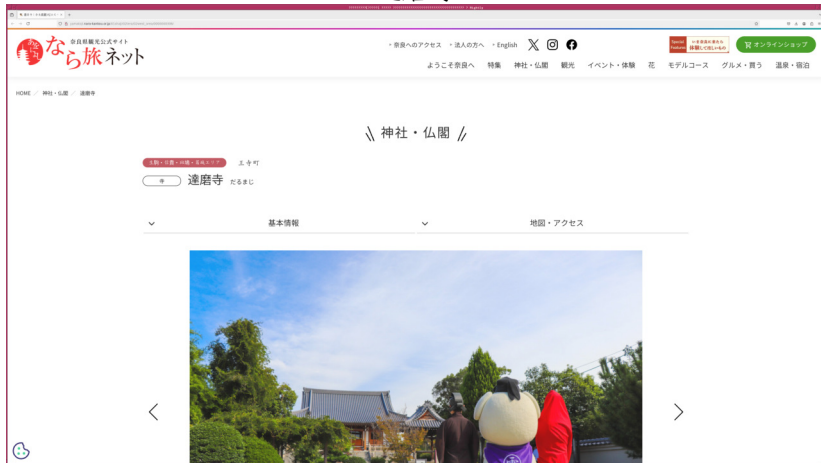 奈良県観光公式サイト
なら旅ネット
・奈良へのアクセス ・法人の方へ ・English
オンラインショップ
ようこそ奈良へ 特集 神社・仏閣 観光 イベント・体験 花 モデルコース グルメ・買う 温泉・宿泊
HOME ／ 神社・仏閣 ／ 達磨寺
神社・仏閣
王寺町
寺 達磨寺 だるまじ
基本情報 地図・アクセス